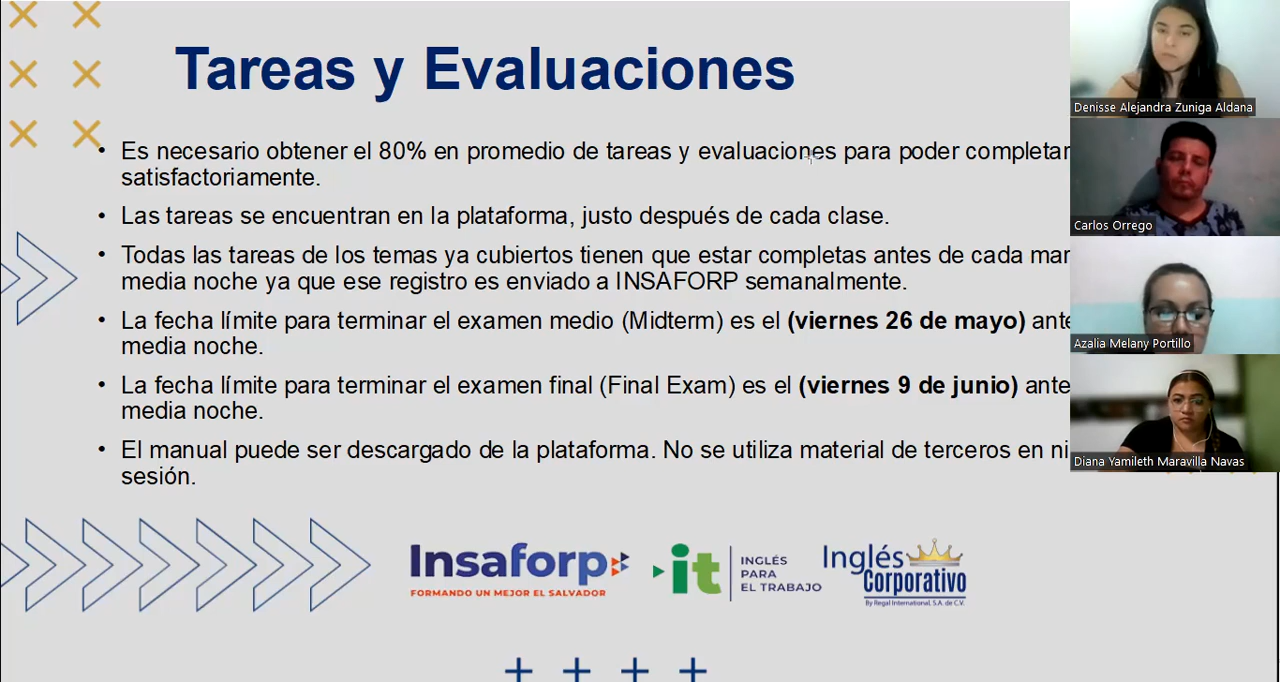 Tareas y Evaluaciones
• Es necesario obtener el 80% en promedio de tareas y evaluaciones para poder completar
satisfactoriamente.
• Las tareas se encuentran en la plataforma, justo después de cada clase.
• Todas las tareas de los temas ya cubiertos tienen que estar completas antes de cada mar
media noche ya que ese registro es enviado a INSAFORP semanalmente.
• La fecha límite para terminar el examen medio (Midterm) es el (viernes 26 de mayo) ante
media noche.
• La fecha límite para terminar el examen final (Final Exam) es el (viernes 9 de junio) ante
media noche.
• El manual puede ser descargado de la plataforma. No se utiliza material de terceros en ni
sesión.
Insaforp
FORMANDO UN MEJOR EL SALVADOR
it
INGLÉS
PARA
EL TRABAJO
Inglés
Corporativo
By Regal International, S.A. de C.V.
Denisse Alejandra Zuniga Aldana
Carlos Orrego
Azalia Melany Portillo
Diana Yamileth Maravilla Navas